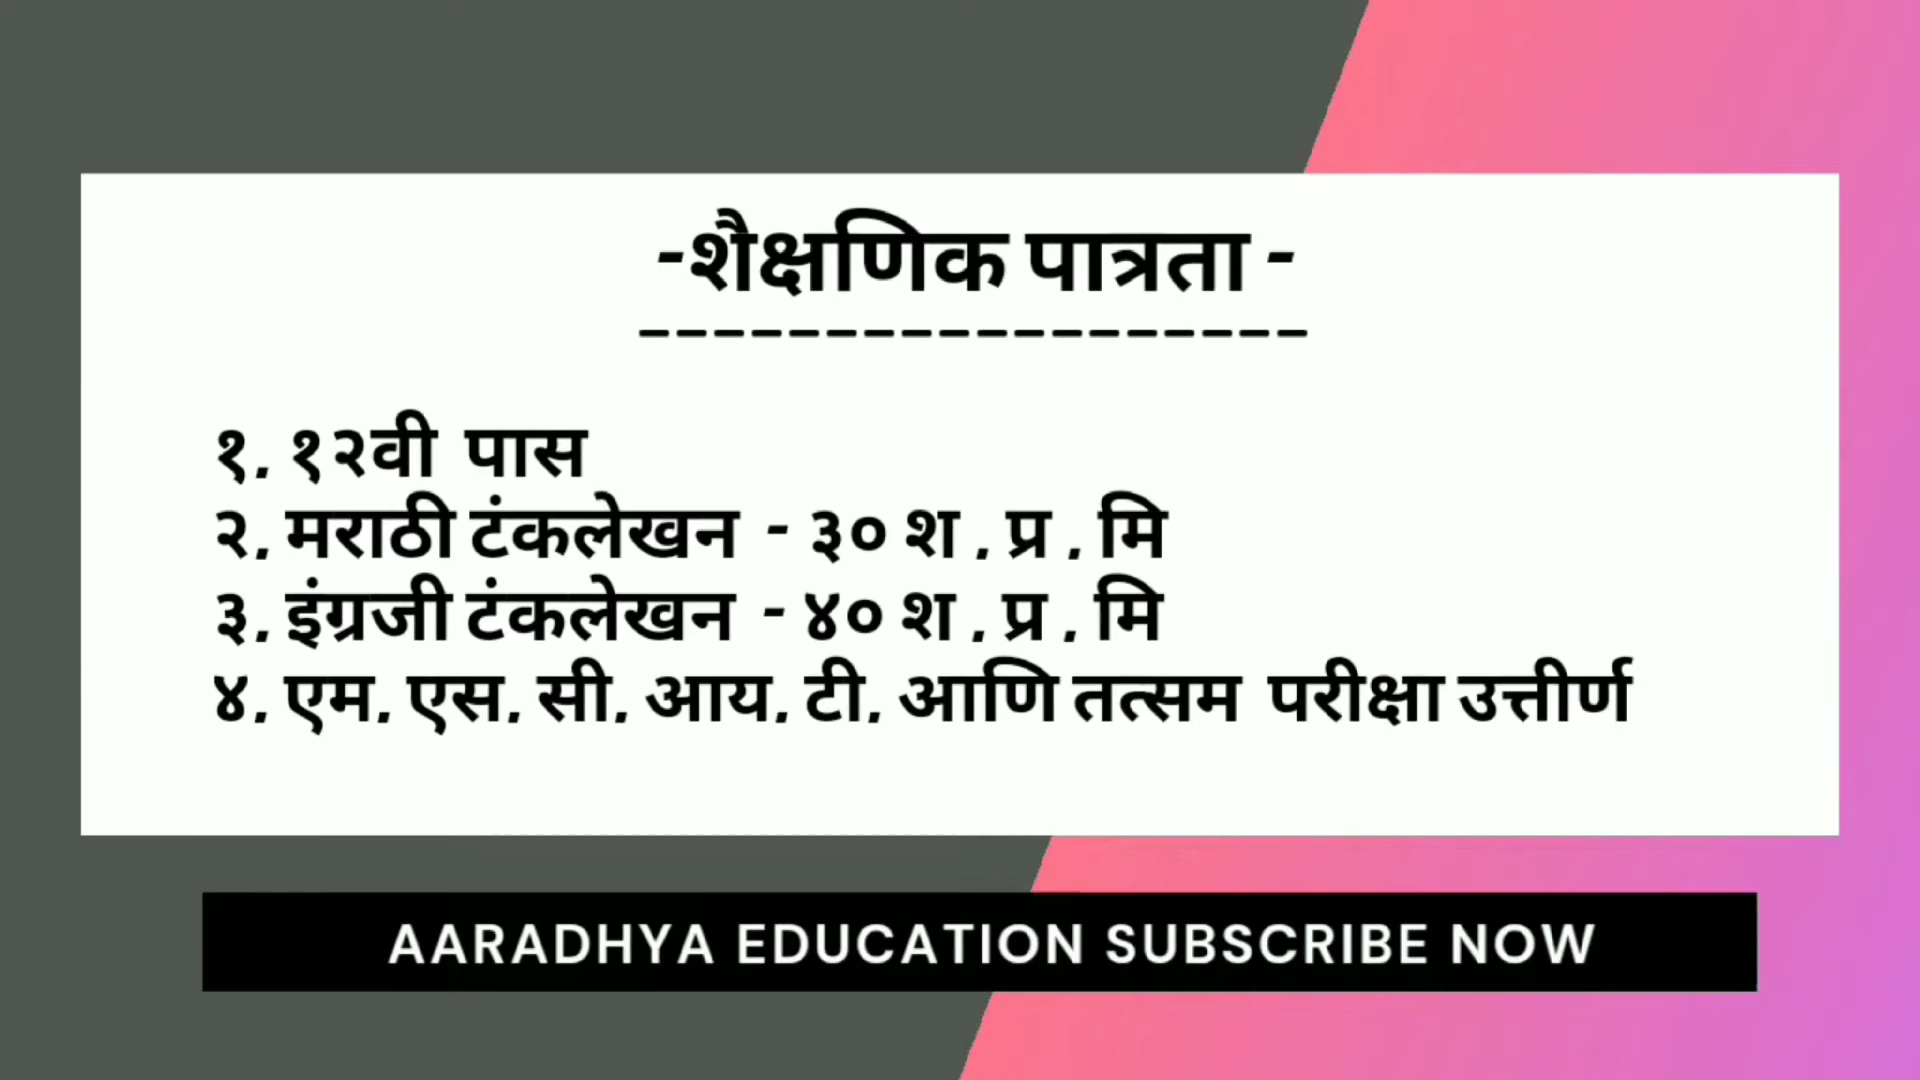 -शैक्षणिक पात्रता -
------------------
१. १२वी पास
२. मराठी टंकलेखन - ३० श . प्र . मि
३. इंग्रजी टंकलेखन - ४० श . प्र . मि
४. एम. एस. सी. आय. टी. आणि तत्सम परीक्षा उत्तीर्ण
AARADHYA EDUCATION SUBSCRIBE NOW